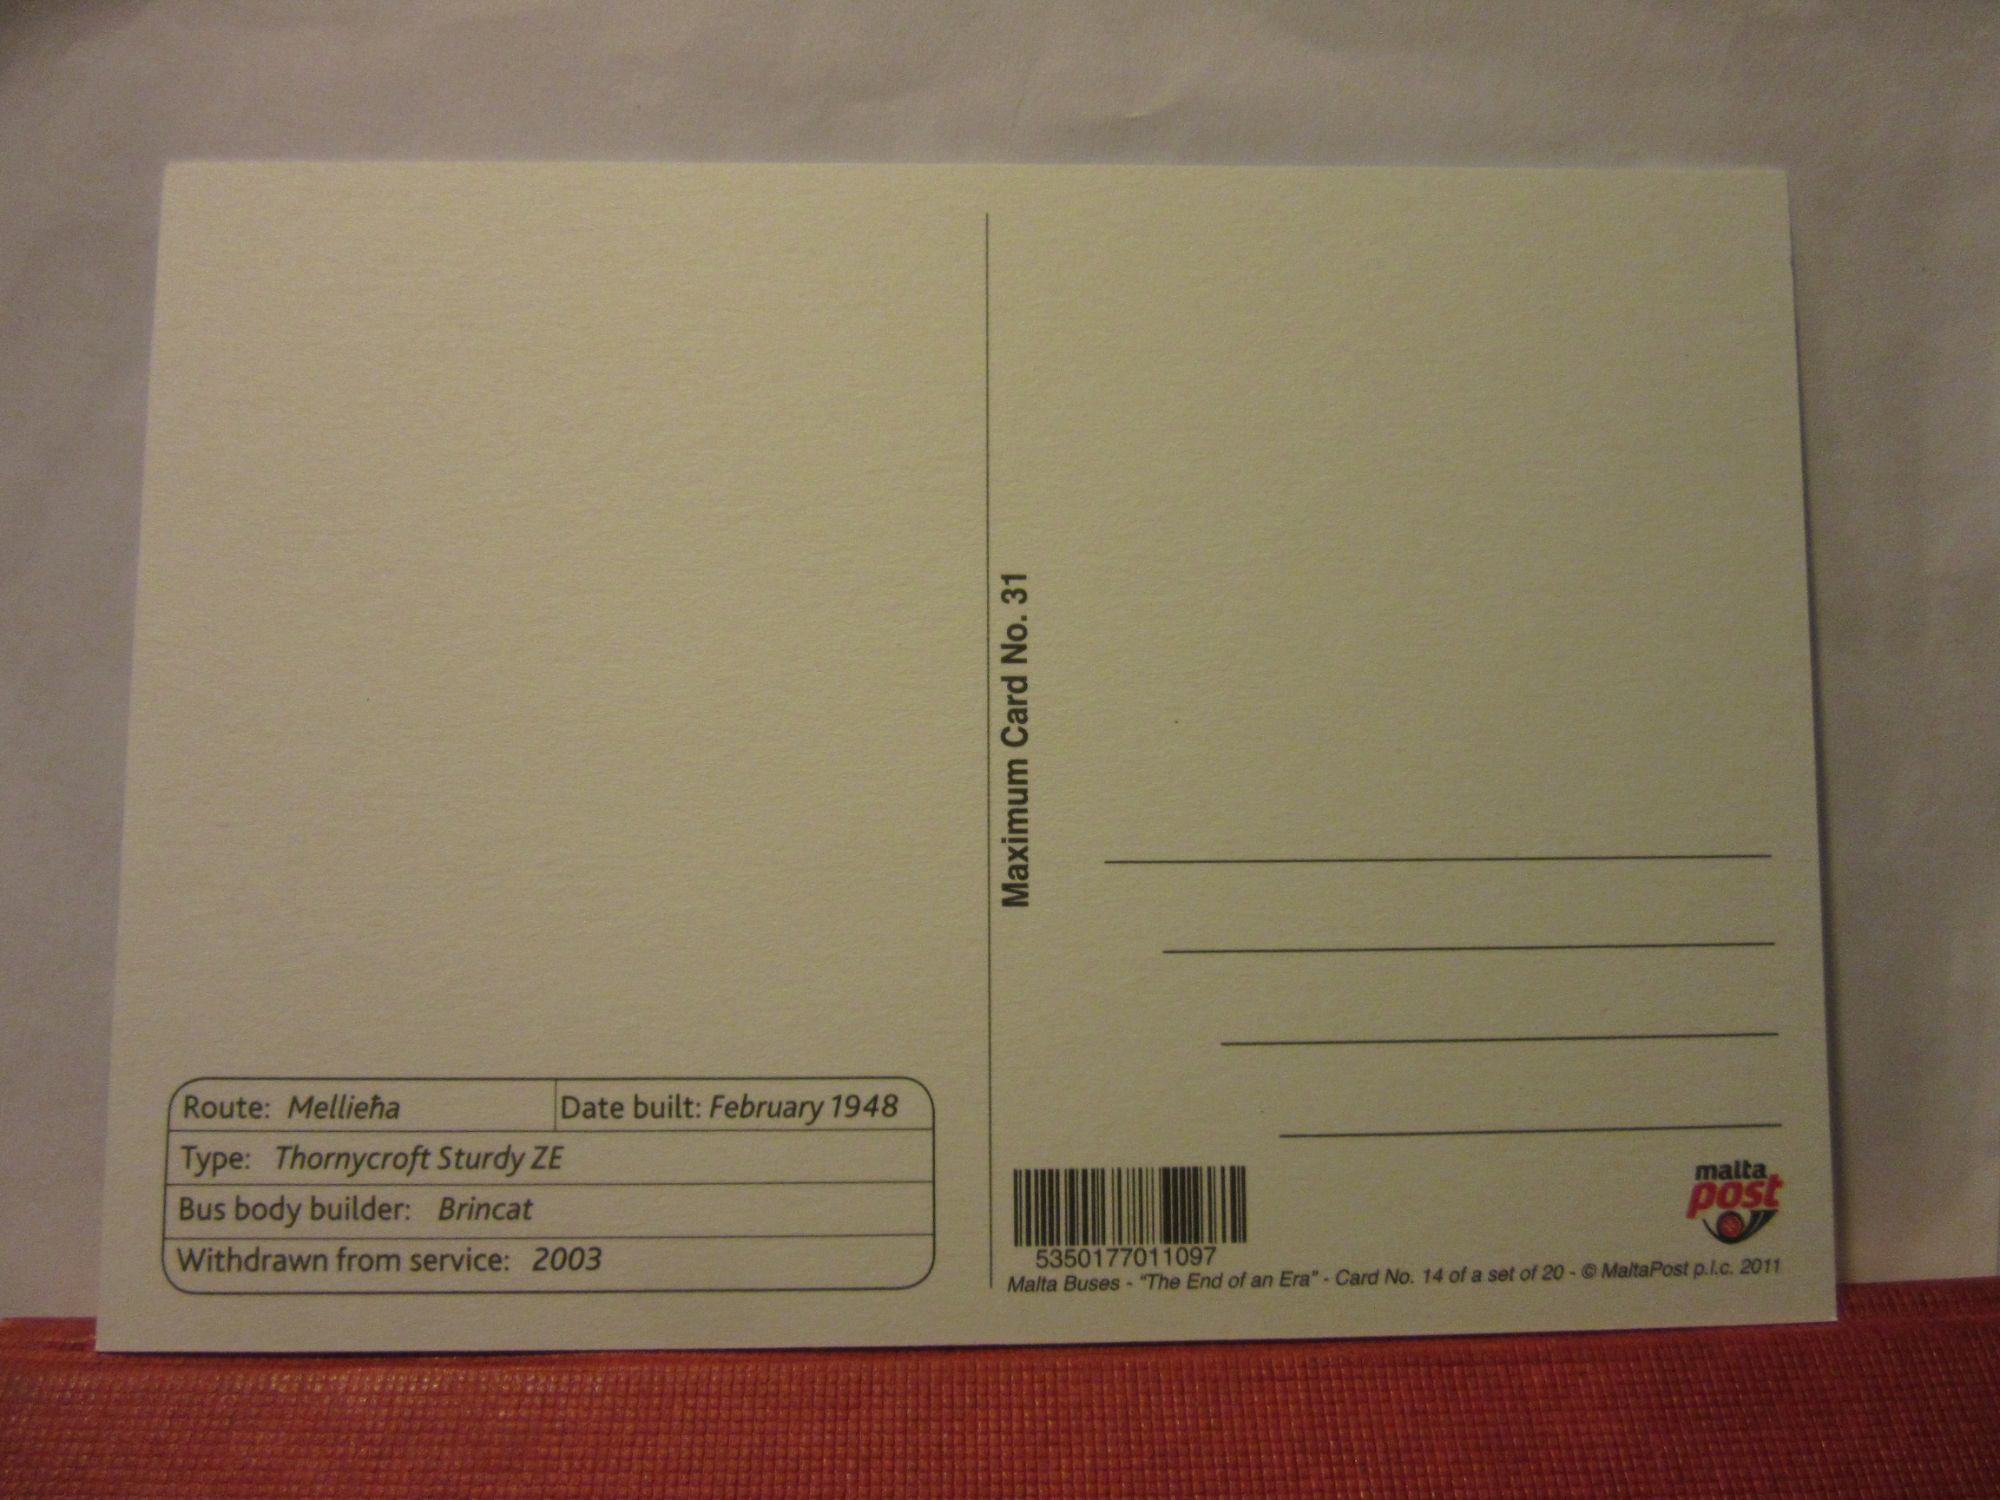 Route: Mellieħa
Date built: February 1948
Type: Thornycroft Sturdy ZE
Bus body builder: Brincat
Withdrawn from service: 2003
Maximum Card No. 31
malta
post
5350177011097
Malta Buses - "The End of an Era" - Card No. 14 of a set of 20 - © MaltaPost p.l.c. 2011